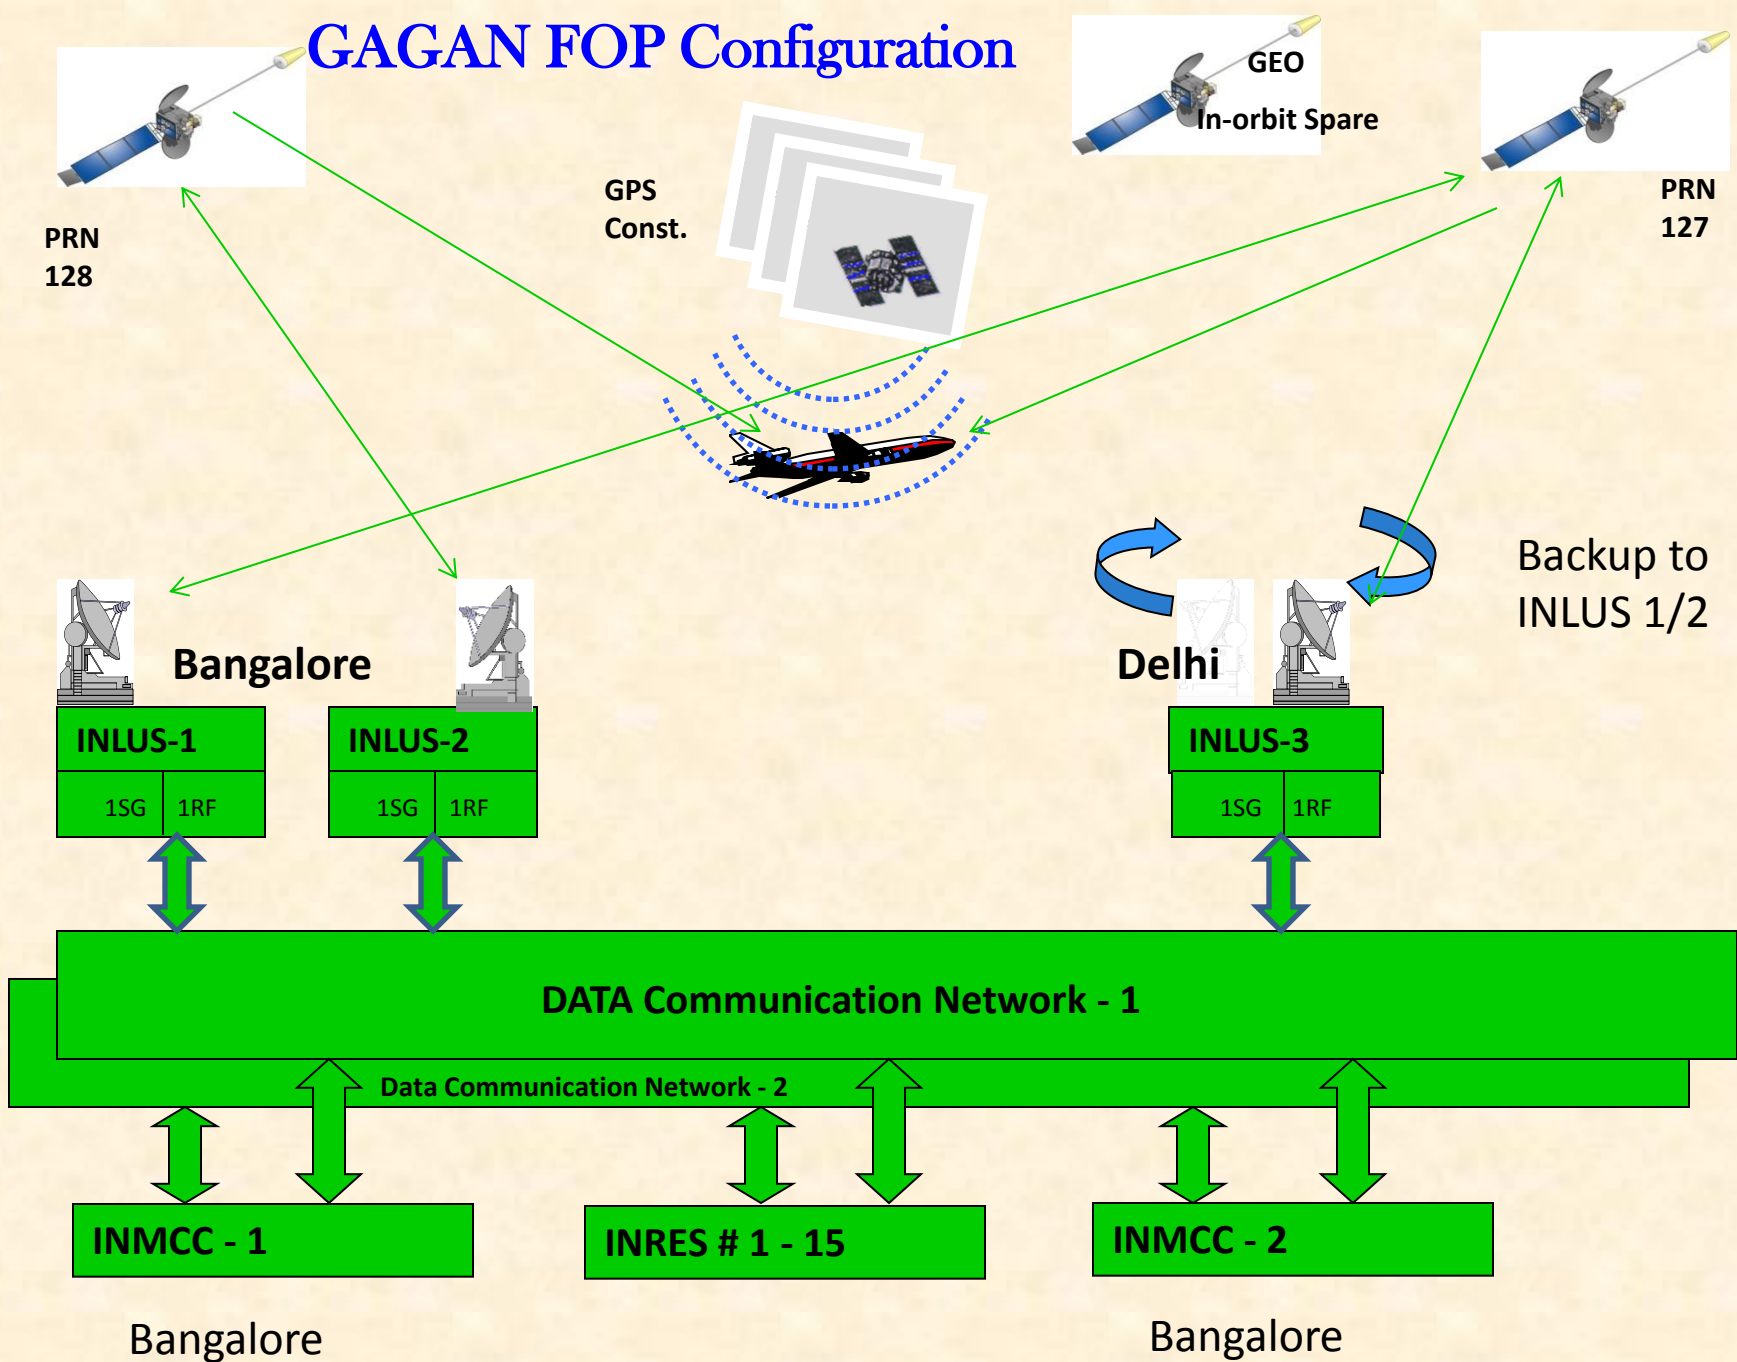 GAGAN FOP Configuration
GEO
In-orbit Spare
GPS
Const.
PRN
127
PRN
128
Backup to
INLUS 1/2
Bangalore
Delhi
INLUS-1
INLUS-2
INLUS-3
1SG
1RF
1SG
1RF
1SG
1RF
DATA Communication Network - 1
Data Communication Network - 2
INMCC - 1
INRES # 1 - 15
INMCC - 2
Bangalore
Bangalore